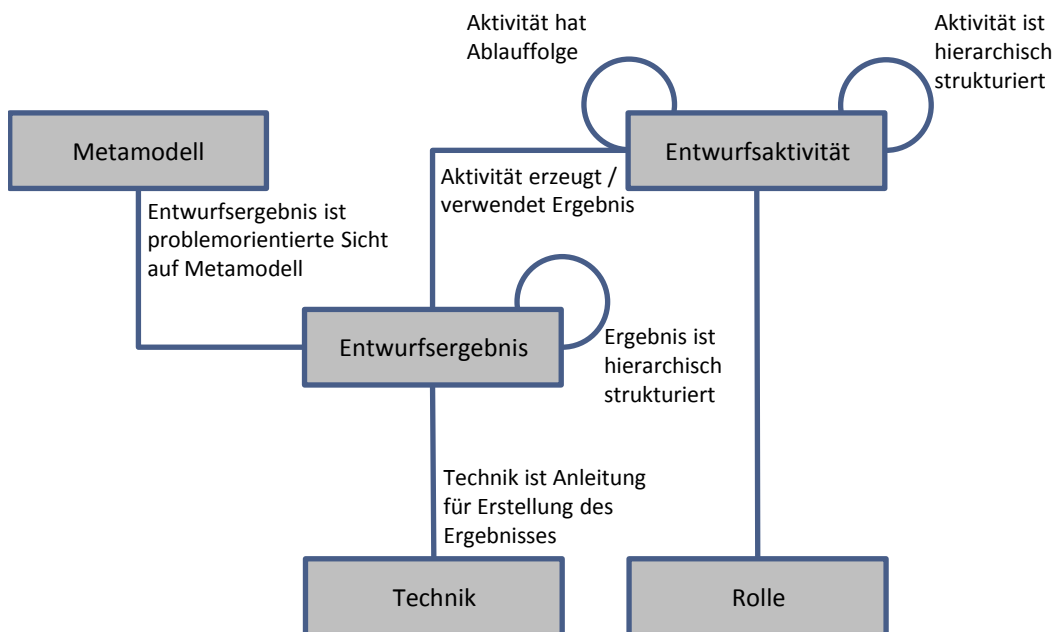 Aktivität hat
Ablauffolge
Aktivität ist
hierarchisch
strukturiert
Metamodell
Entwurfsaktivität
Aktivität erzeugt /
verwendet Ergebnis
Entwurfsergebnis ist
problemorientierte Sicht
auf Metamodell
Entwurfsergebnis
Ergebnis ist
hierarchisch
strukturiert
Technik ist Anleitung
für Erstellung des
Ergebnisses
Technik
Rolle